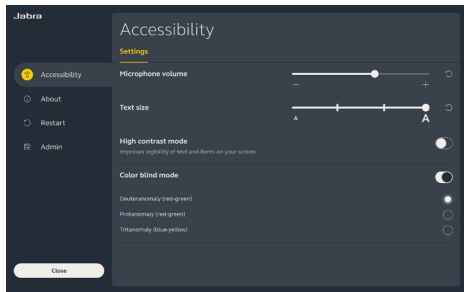 Jabra
Accessibility
Settings
Accessibility
About
Restart
Admin
Microphone volume
Text size
A
A
High contrast mode
Improves legibility of text and items on your screen
Color blind mode
Deuteranomaly (red-green)
Protanomaly (red-green)
Tritanomaly (blue-yellow)
Close